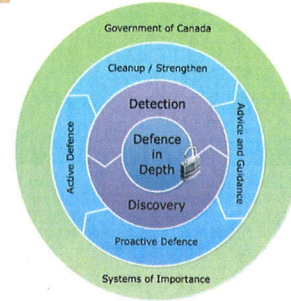 Government of Canada
Cleanup / Strengthen
Detection
Defence
in
Depth
Active Defence
Advice and Guidance
Discovery
Proactive Defence
Systems of Importance